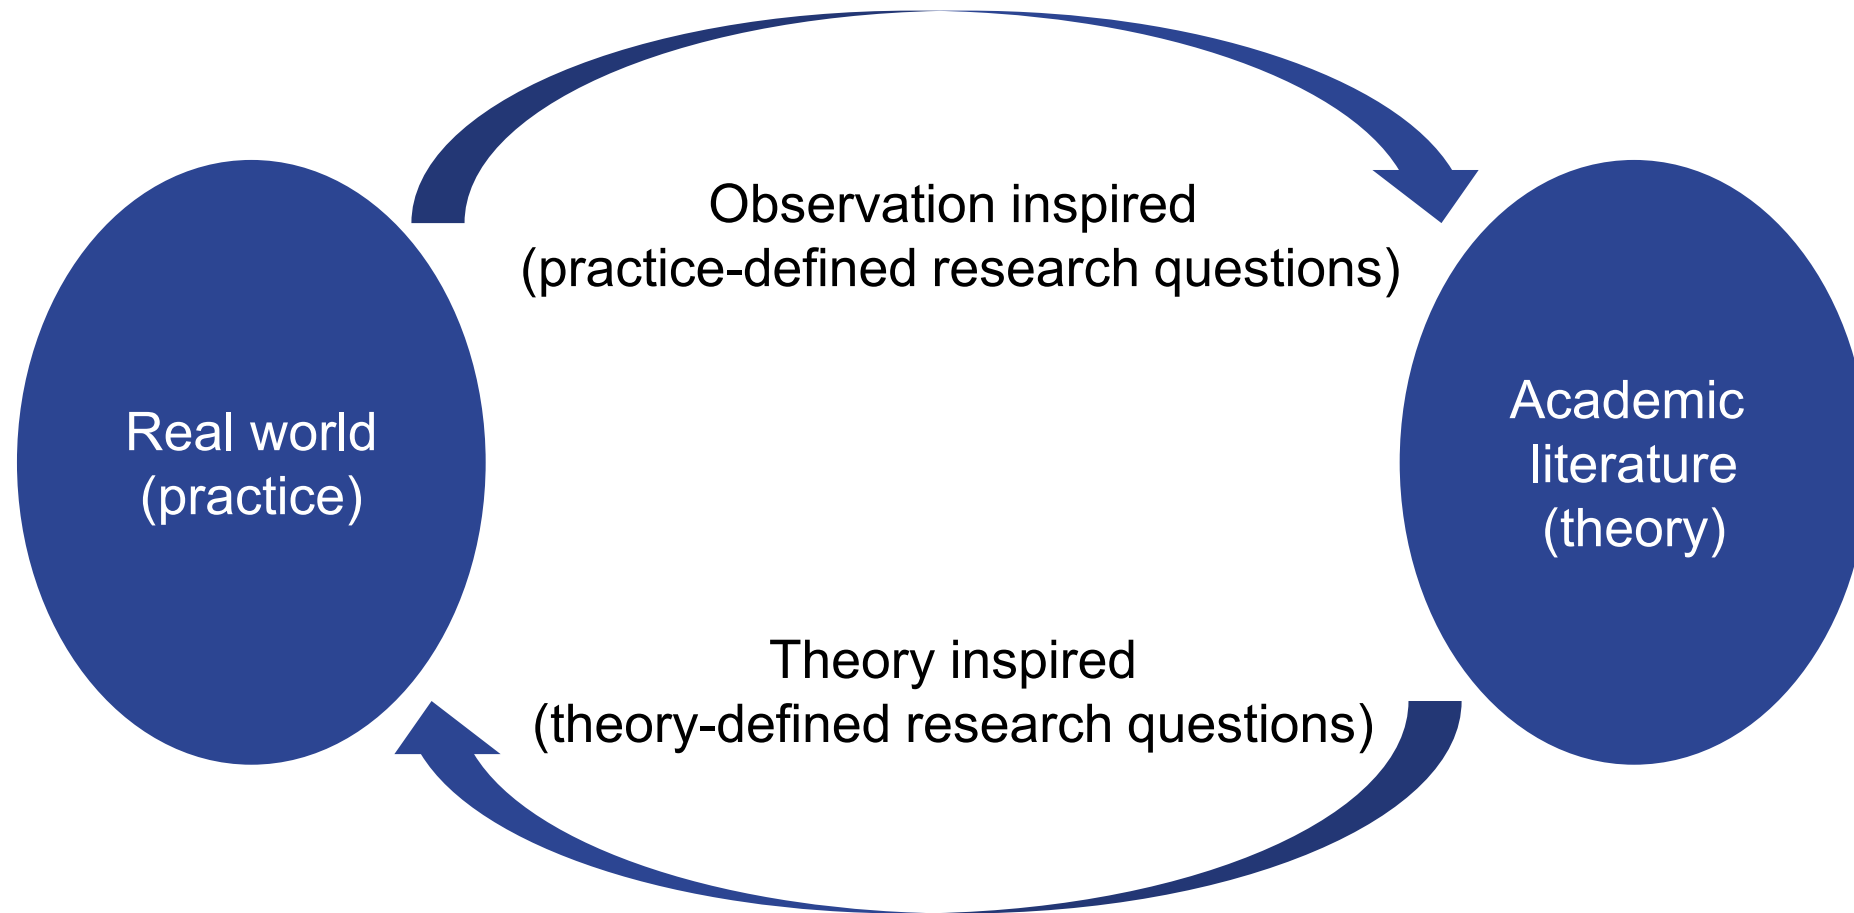 Observation inspired
(practice-defined research questions)
Real world
(practice)
Academic
literature
(theory)
Theory inspired
(theory-defined research questions)